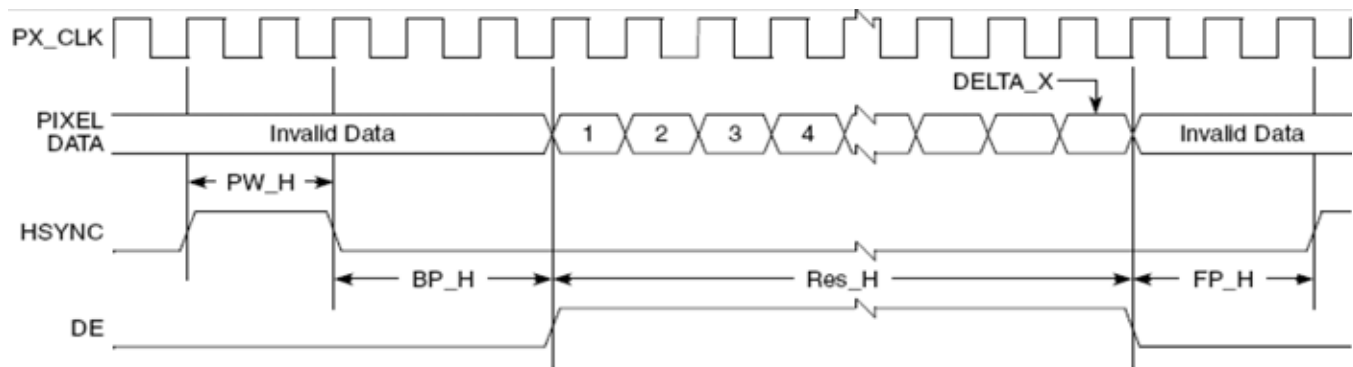 PX_CLK
DELTA_X
PIXEL
DATA
Invalid Data
1
2
3
4
Invalid Data
PW_H
HSYNC
BP_H
Res_H
FP_H
DE